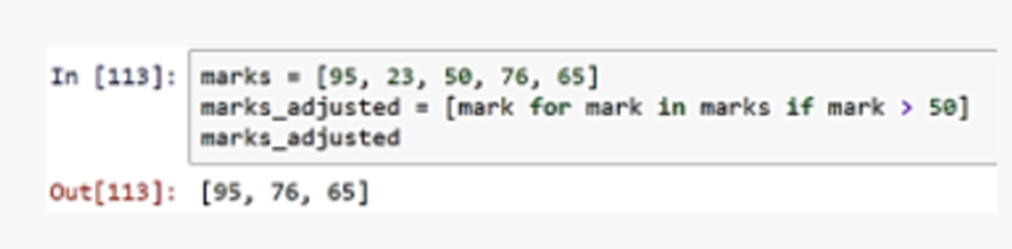 In [113]: marks = [95, 23, 50, 76, 65]
marks_adjusted = [mark for mark in marks if mark > 50]
marks_adjusted
Out[113]: [95, 76, 65]